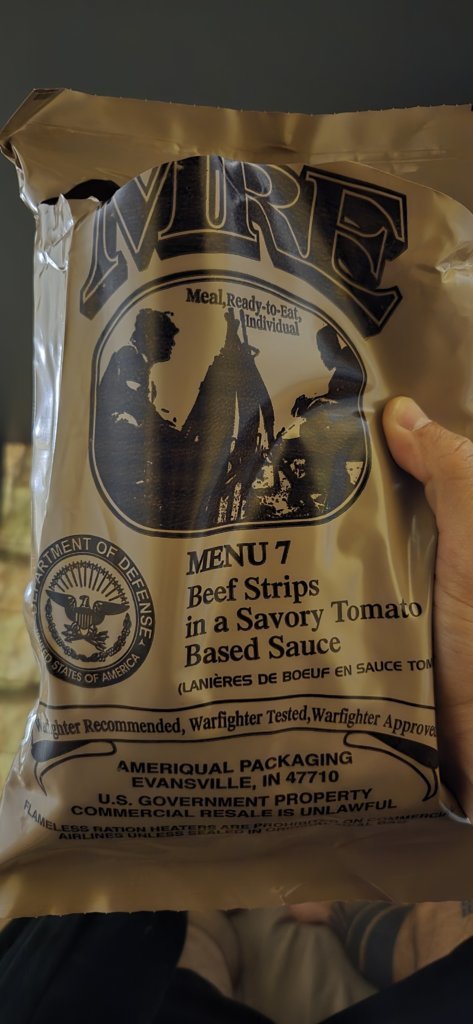 MRE
Meal, Ready-to-Eat,
Individual
DEPARTMENT OF DEFENSE
UNITED STATES OF AMERICA
MENU 7
Beef Strips
in a Savory Tomato
Based Sauce
(LANIÈRES DE BOEUF EN SAUCE TOM
Warfighter Recommended, Warfighter Tested, Warfighter Approved
AMERIQUAL PACKAGING
EVANSVILLE, IN 47710
U.S. GOVERNMENT PROPERTY
COMMERCIAL RESALE IS UNLAWFUL
FLAMELESS RATION HEATERS ARE PROHIBITED ON COMMERCIAL
AIRLINES UNLESS SEALED IN